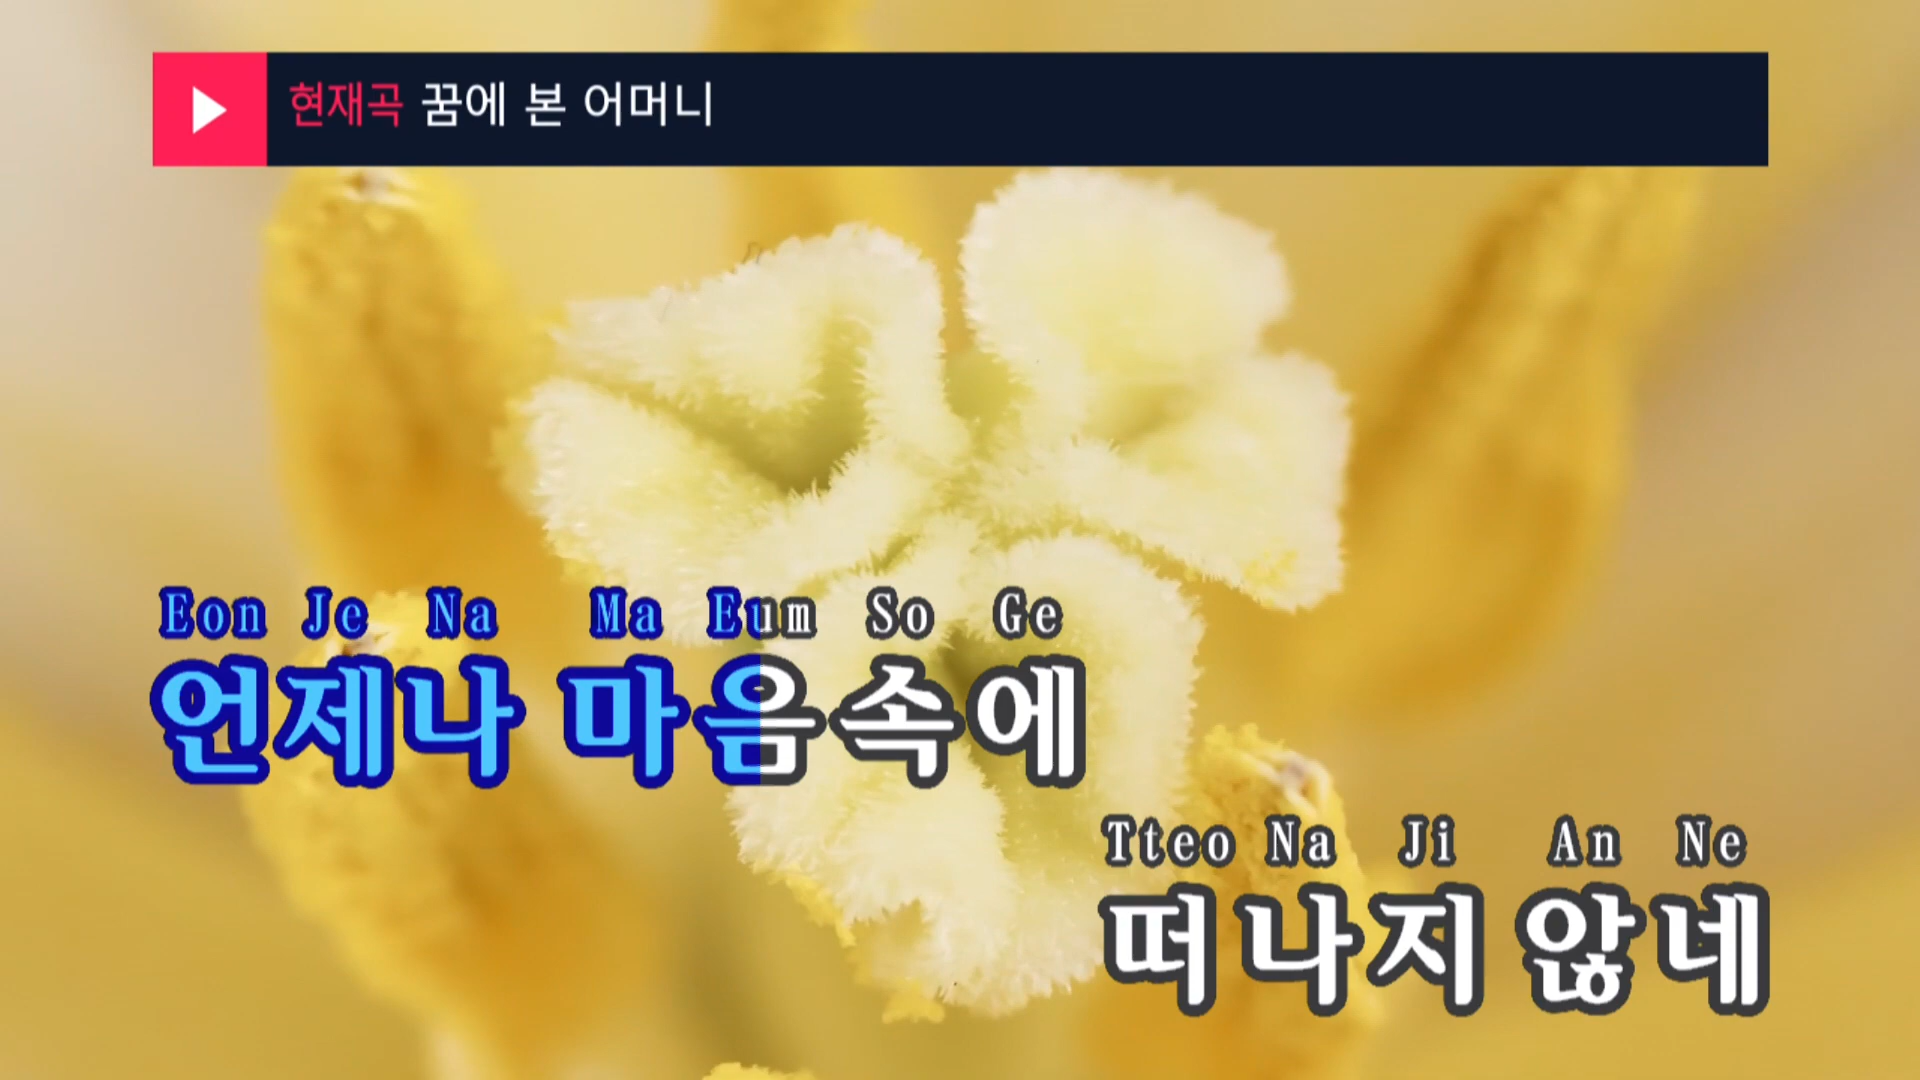 현재곡 꿈에 본 어머니
Eon Je Na Ma Eum So Ge
언제나 마음속에
Tteo Na Ji An Ne
떠나지 않네